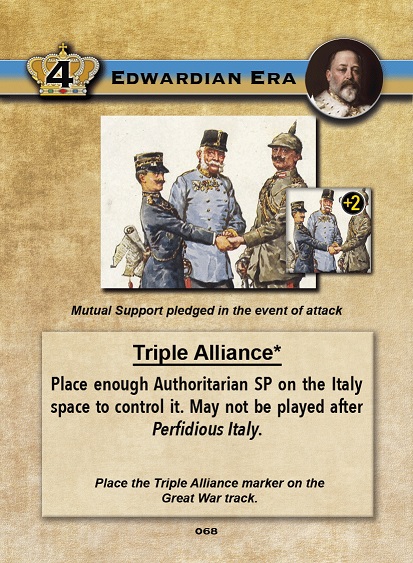 4
EDWARDIAN ERA
+2
Mutual Support pledged in the event of attack
Triple Alliance*
Place enough Authoritarian SP on the Italy
space to control it. May not be played after
Perfidious Italy.
Place the Triple Alliance marker on the
Great War track.
068